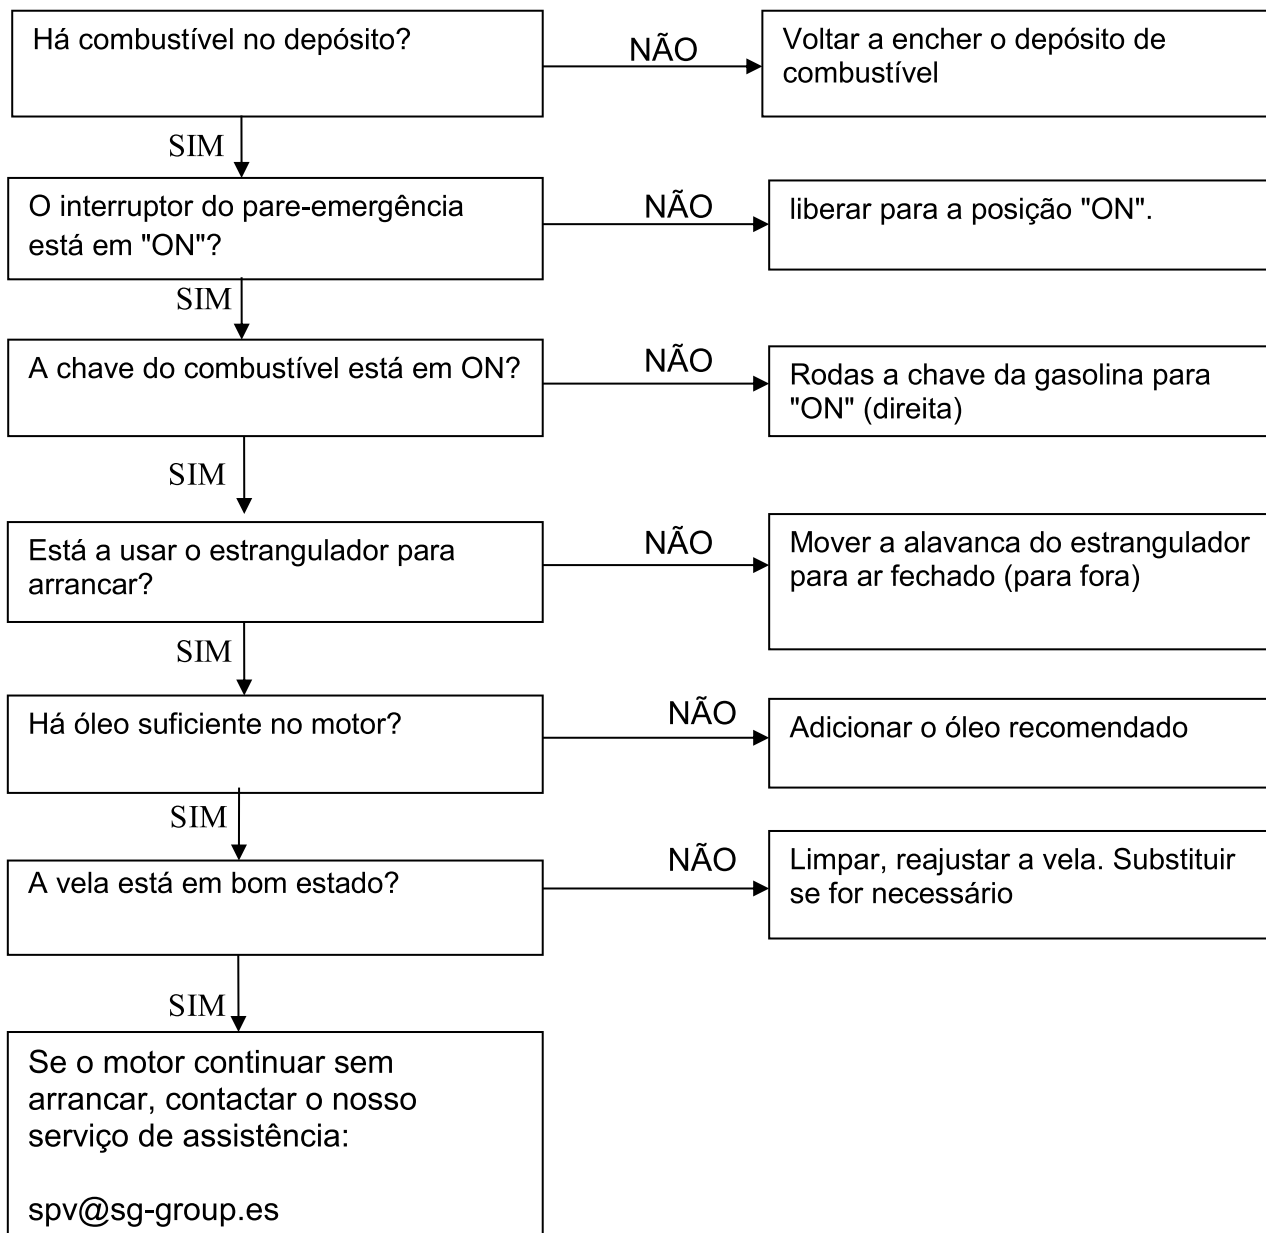 Há combustível no depósito?
NÃO
Voltar a encher o depósito de
combustível
SIM
O interruptor do pare-emergência
está em "ON"?
NÃO
liberar para a posição "ON".
SIM
A chave do combustível está em ON?
NÃO
Rodas a chave da gasolina para
"ON" (direita)
SIM
Está a usar o estrangulador para
arrancar?
NÃO
Mover a alavanca do estrangulador
para ar fechado (para fora)
SIM
Há óleo suficiente no motor?
NÃO
Adicionar o óleo recomendado
SIM
A vela está em bom estado?
NÃO
Limpar, reajustar a vela. Substituir
se for necessário
SIM
Se o motor continuar sem
arrancar, contactar o nosso
serviço de assistência:
spv@sg-group.es